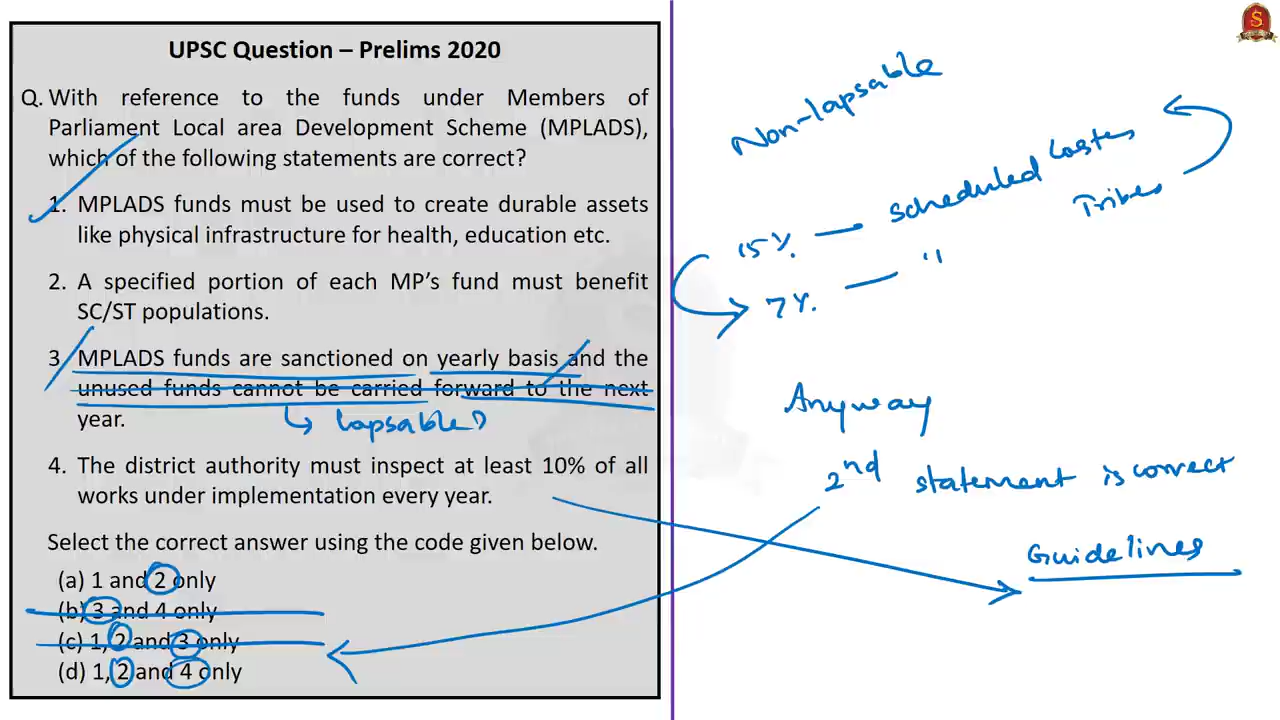 UPSC Question – Prelims 2020
Q. With reference to the funds under Members of
Parliament Local area Development Scheme (MPLADS),
which of the following statements are correct?
1. MPLADS funds must be used to create durable assets
like physical infrastructure for health, education etc.
2. A specified portion of each MP's fund must benefit
SC/ST populations.
3 MPLADS funds are sanctioned on yearly basis and the
unused funds cannot be carried forward to the next
year.
lapsable
4. The district authority must inspect at least 10% of all
works under implementation every year.
Select the correct answer using the code given below.
(a) 1 and 2 only
(b) 3 and 4 only
(c) 1, 2 and 3 only
(d) 1, 2 and 4 only
Non-lapsable
15% — scheduled Castes
Tribes
7% — "
Anyway
2nd statement is correct
Guidelines
S